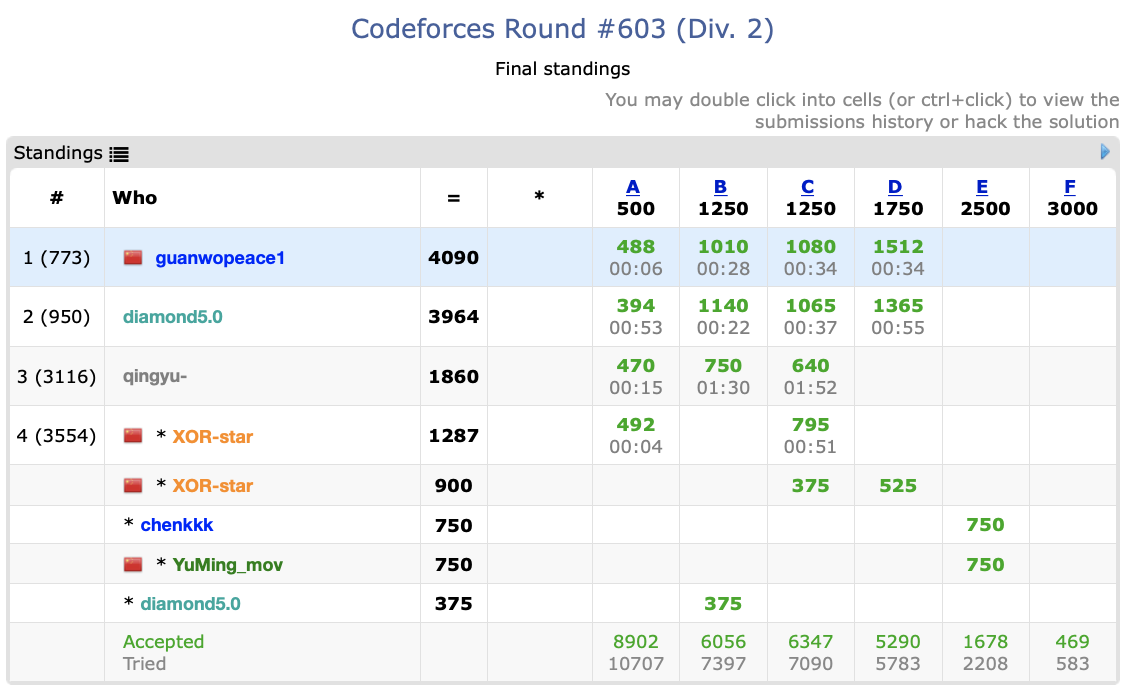 Codeforces Round #603 (Div. 2)
Final standings
You may double click into cells (or ctrl+click) to view the
submissions history or hack the solution
Standings
# Who = * A B C D E F
500 1250 1250 1750 2500 3000
1 (773) guanwopeace1 4090 488 1010 1080 1512
00:06 00:28 00:34 00:34
2 (950) diamond5.0 3964 394 1140 1065 1365
00:53 00:22 00:37 00:55
3 (3116) qingyu- 1860 470 750 640
00:15 01:30 01:52
4 (3554) * XOR-star 1287 492 795
00:04 00:51
* XOR-star 900 375 525
* chenkkk 750 750
* YuMing_mov 750 750
* diamond5.0 375 375
Accepted 8902 6056 6347 5290 1678 469
Tried 10707 7397 7090 5783 2208 583